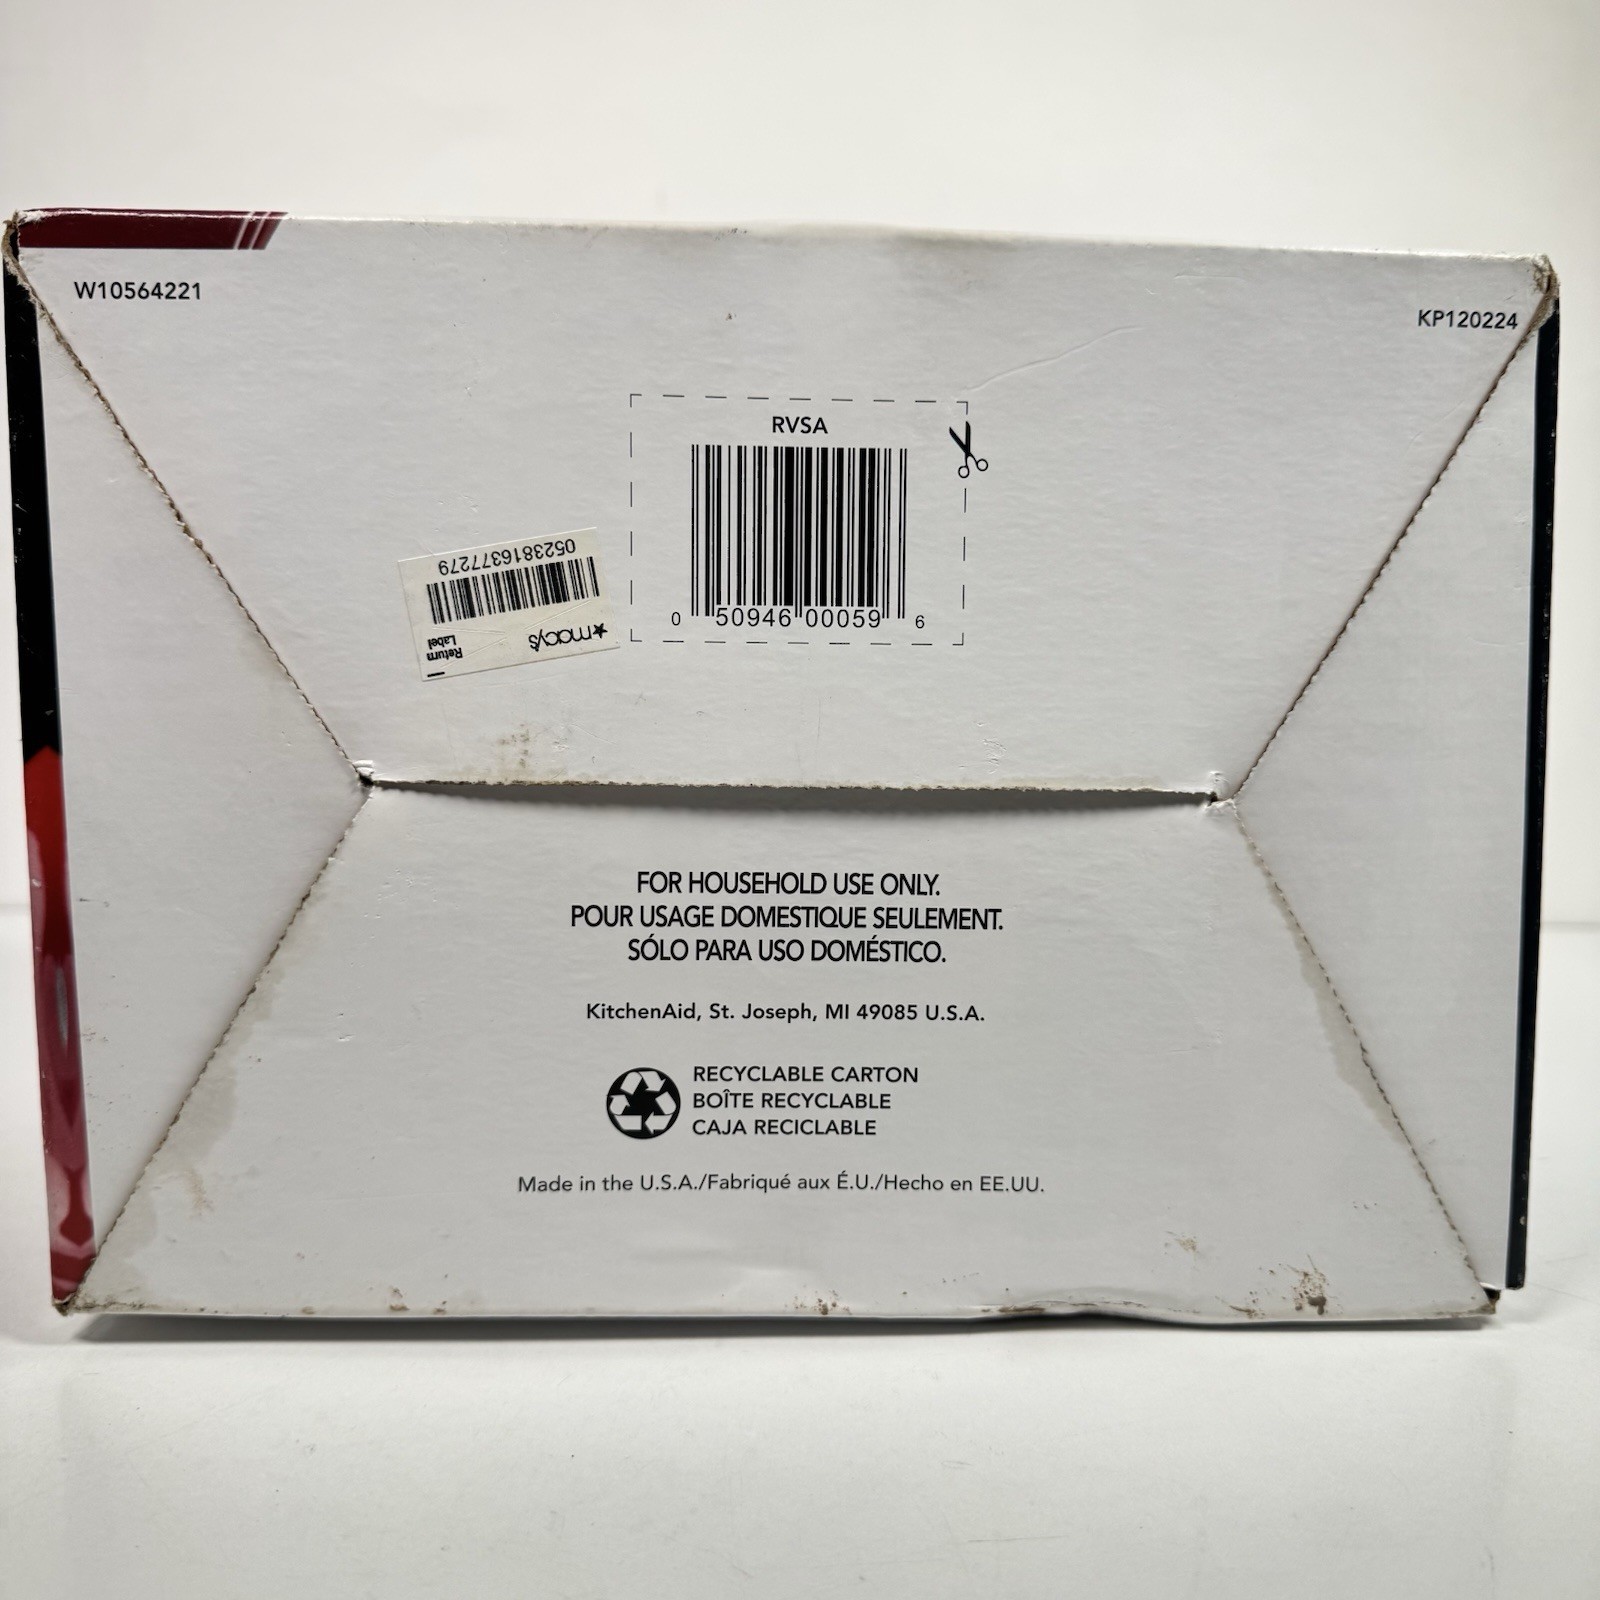 W10564221
KP120224
RVSA
0 50946 00059 6
05238163772​79
★macy's
Return
Label
FOR HOUSEHOLD USE ONLY.
POUR USAGE DOMESTIQUE SEULEMENT.
SÓLO PARA USO DOMÉSTICO.
KitchenAid, St. Joseph, MI 49085 U.S.A.
RECYCLABLE CARTON
BOÎTE RECYCLABLE
CAJA RECICLABLE
Made in the U.S.A./Fabriqué aux É.U./Hecho en EE.UU.